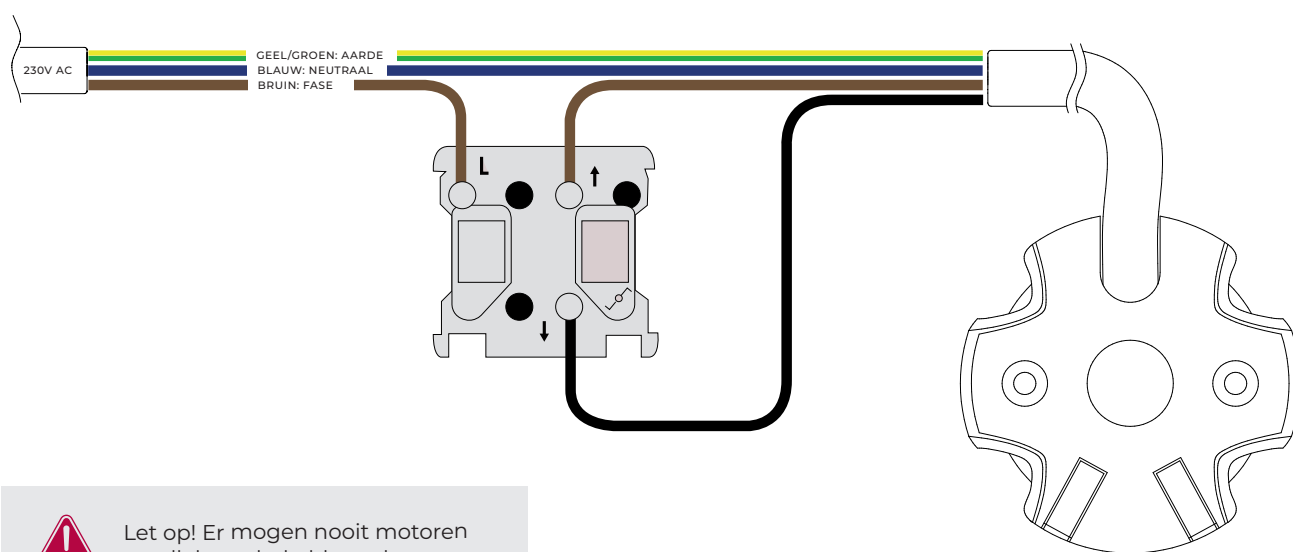 GEEL/GROEN: AARDE
230V AC
BLAUW: NEUTRAAL
BRUIN: FASE
L
Let op! Er mogen nooit motoren